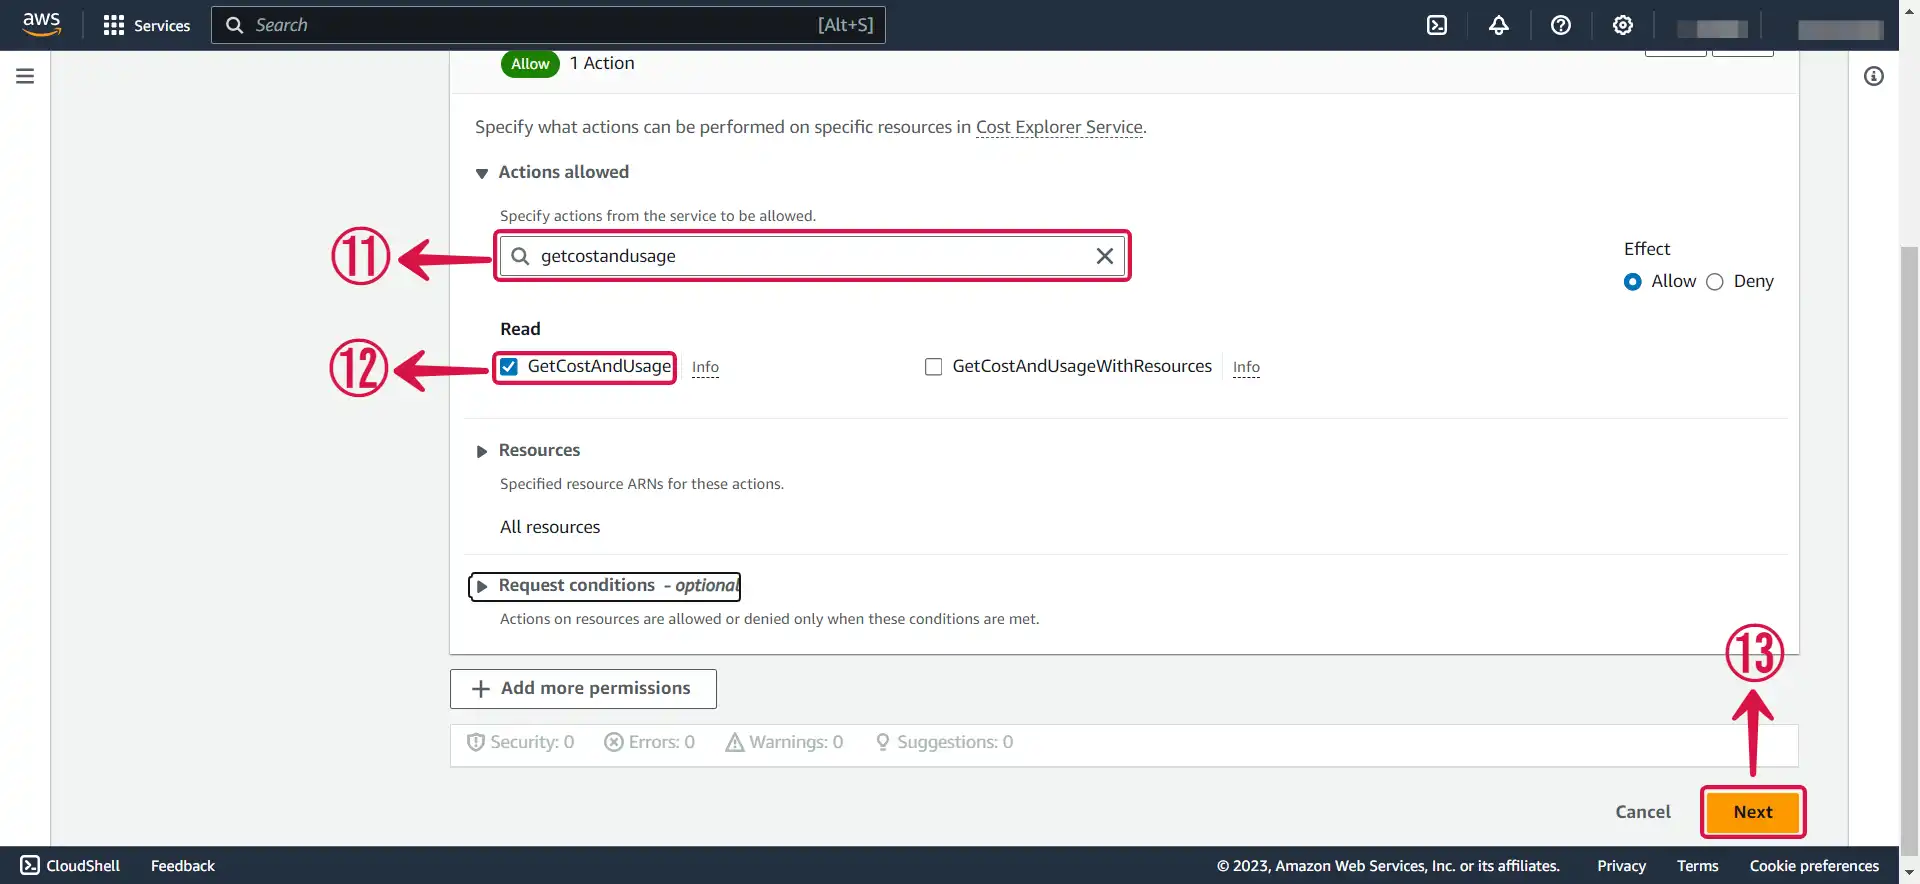 aws Services Search [Alt+S]
Allow 1 Action
Specify what actions can be performed on specific resources in Cost Explorer Service.
Actions allowed
Specify actions from the service to be allowed.
11 getcostandusage
Effect
Allow Deny
Read
12 GetCostAndUsage Info GetCostAndUsageWithResources Info
Resources
Specified resource ARNs for these actions.
All resources
Request conditions - optional
Actions on resources are allowed or denied only when these conditions are met.
13
Add more permissions
Security: 0 Errors: 0 Warnings: 0 Suggestions: 0
Cancel Next
CloudShell Feedback © 2023, Amazon Web Services, Inc. or its affiliates. Privacy Terms Cookie preferences